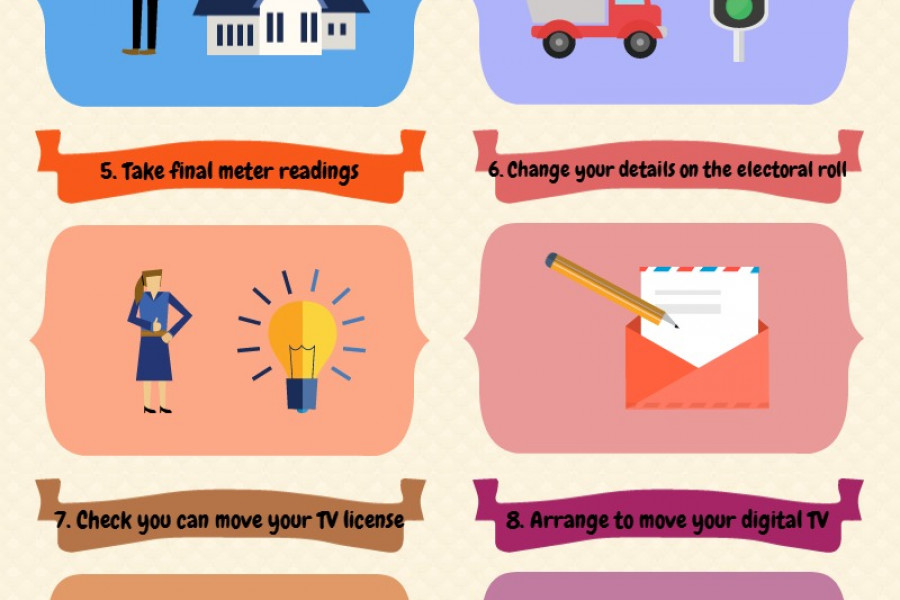 5. Take final meter readings
6. Change your details on the electoral roll
7. Check you can move your TV license
8. Arrange to move your digital TV